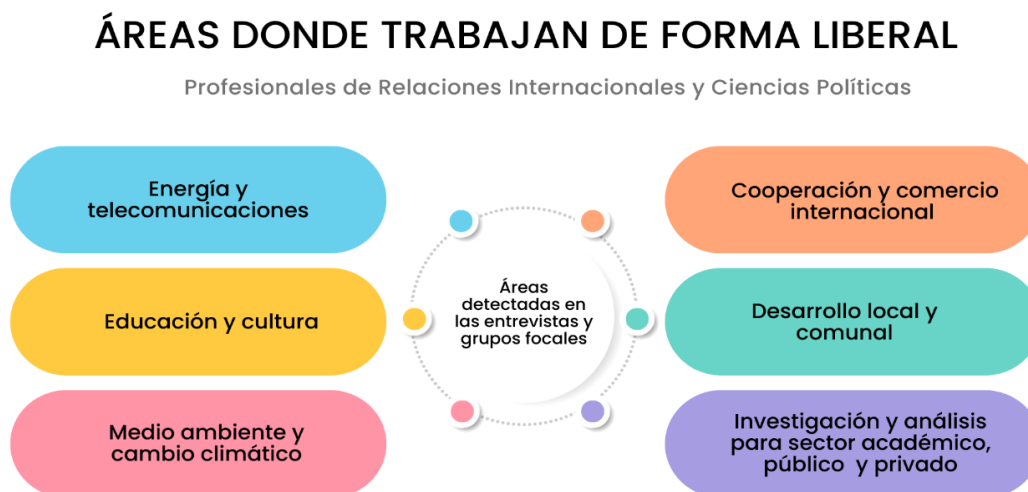 ÁREAS DONDE TRABAJAN DE FORMA LIBERAL
Profesionales de Relaciones Internacionales y Ciencias Políticas
Energía y
telecomunicaciones
Educación y cultura
Medio ambiente y
cambio climático
Áreas
detectadas en
las entrevistas y
grupos focales
Cooperación y comercio
internacional
Desarrollo local y
comunal
Investigación y análisis
para sector académico,
público y privado